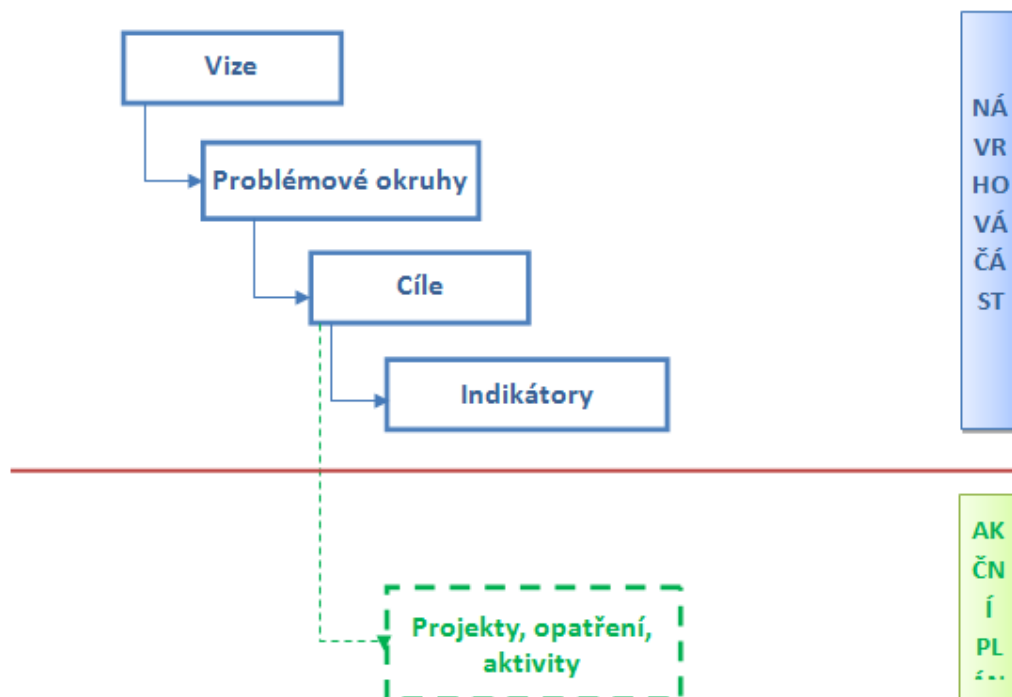 Vize
Problémové okruhy
Cíle
Indikátory
NÁ
VR
HO
VÁ
ČÁ
ST
Projekty, opatření,
aktivity
AK
ČN
Í
PL